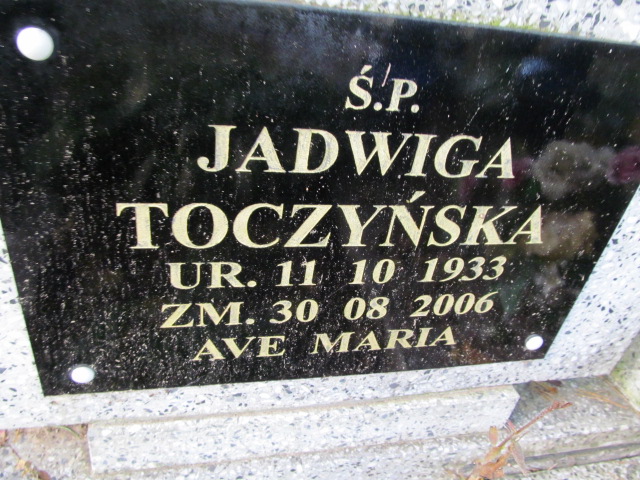 Ś.P.
JADWIGA
TOCZYŃSKA
UR. 11 10 1933
ZM. 30 08 2006
AVE MARIA